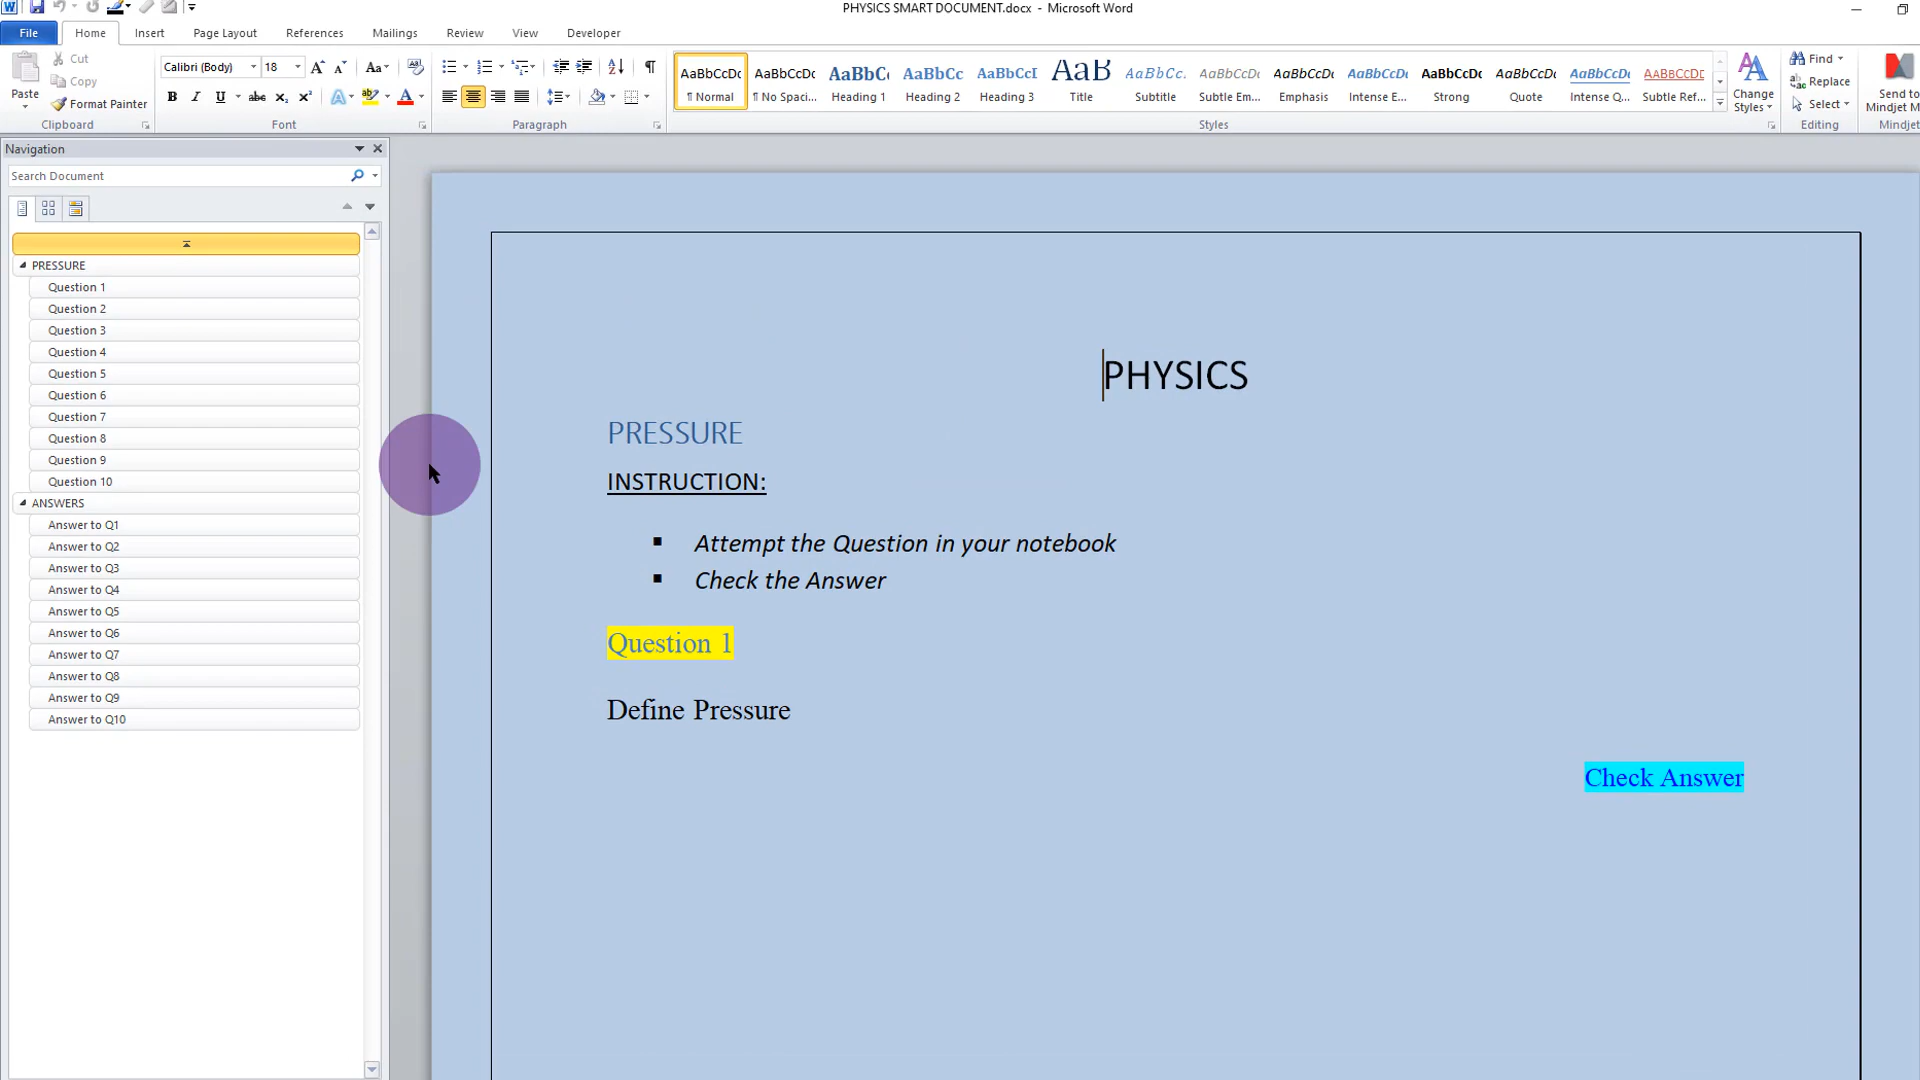 PHYSICS SMART DOCUMENT.docx - Microsoft Word
File Home Insert Page Layout References Mailings Review View Developer
Paste
Cut
Copy
Format Painter
Clipboard
Calibri (Body) 18
Font
Paragraph
AaBbCcDc AaBbCcDc AaBbC AaBbCc AaBbCcI AaB AaBbCc. AaBbCcDc AaBbCcDc AaBbCcDc AaBbCcDc AaBbCcDc AaBbCcDc AABBCCDC
¶ Normal ¶ No Spaci... Heading 1 Heading 2 Heading 3 Title Subtitle Subtle Em... Emphasis Intense E... Strong Quote Intense Q... Subtle Ref...
Change
Styles
Styles
Find
Replace
Select
Editing
Send to
Mindjet M
Mindjet
Navigation
Search Document
PRESSURE
Question 1
Question 2
Question 3
Question 4
Question 5
Question 6
Question 7
Question 8
Question 9
Question 10
ANSWERS
Answer to Q1
Answer to Q2
Answer to Q3
Answer to Q4
Answer to Q5
Answer to Q6
Answer to Q7
Answer to Q8
Answer to Q9
Answer to Q10
PHYSICS
PRESSURE
INSTRUCTION:
▪ Attempt the Question in your notebook
▪ Check the Answer
Question 1
Define Pressure
Check Answer